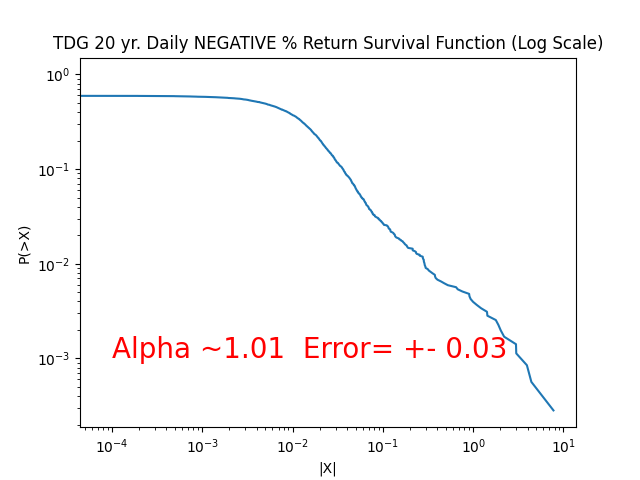 TDG 20 yr. Daily NEGATIVE % Return Survival Function (Log Scale)
10⁰
10⁻¹
10⁻²
10⁻³
P(>X)
Alpha ~1.01  Error= +- 0.03
10⁻⁴ 10⁻³ 10⁻² 10⁻¹ 10⁰ 10¹
|X|